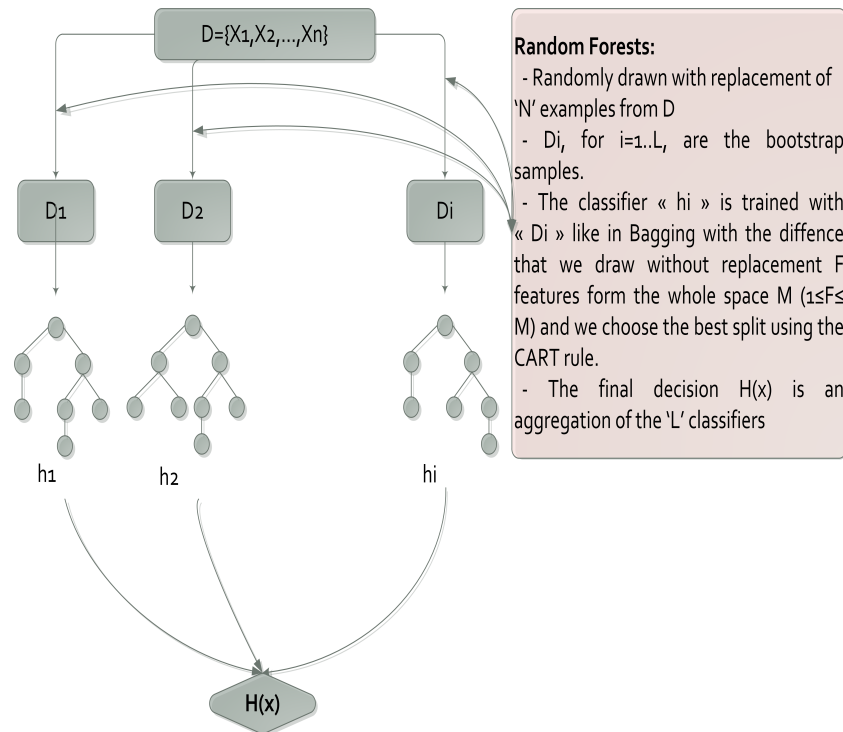 D={X1,X2,...,Xn}
D1
D2
Di
h1
h2
hi
H(x)
Random Forests:
- Randomly drawn with replacement of
‘N’ examples from D
- Di, for i=1..L, are the bootstrap
samples.
- The classifier « hi » is trained with
« Di » like in Bagging with the diffence
that we draw without replacement F
features form the whole space M (1≤F≤
M) and we choose the best split using the
CART rule.
- The final decision H(x) is an
aggregation of the ‘L’ classifiers